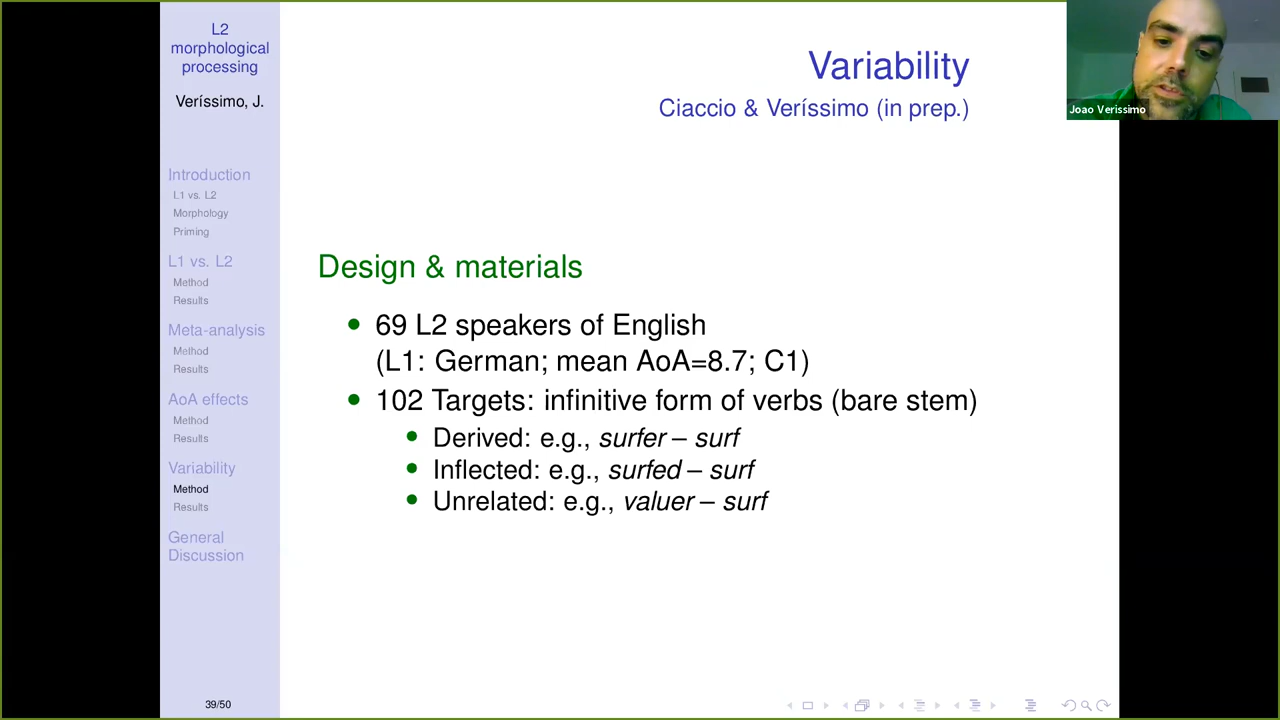 L2
morphological
processing
Veríssimo, J.
Introduction
L1 vs. L2
Morphology
Priming
L1 vs. L2
Method
Results
Meta-analysis
Method
Results
AoA effects
Method
Results
Variability
Method
Results
General
Discussion
39/50
Variability
Ciaccio & Veríssimo (in prep.)
Design & materials
• 69 L2 speakers of English
(L1: German; mean AoA=8.7; C1)
• 102 Targets: infinitive form of verbs (bare stem)
• Derived: e.g., surfer – surf
• Inflected: e.g., surfed – surf
• Unrelated: e.g., valuer – surf
Joao Verissimo